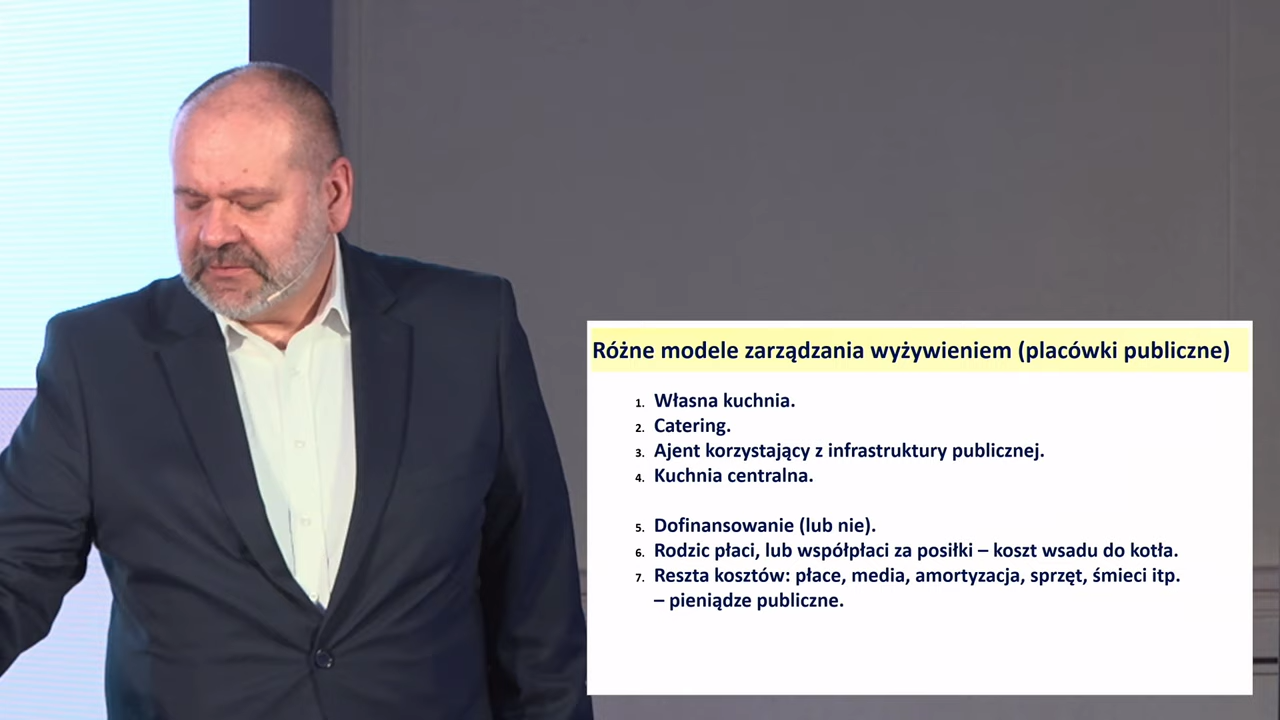 Różne modele zarządzania wyżywieniem (placówki publiczne)
1. Własna kuchnia.
2. Catering.
3. Ajent korzystający z infrastruktury publicznej.
4. Kuchnia centralna.
5. Dofinansowanie (lub nie).
6. Rodzic płaci, lub współpłaci za posiłki – koszt wsadu do kotła.
7. Reszta kosztów: płace, media, amortyzacja, sprzęt, śmieci itp.
– pieniądze publiczne.